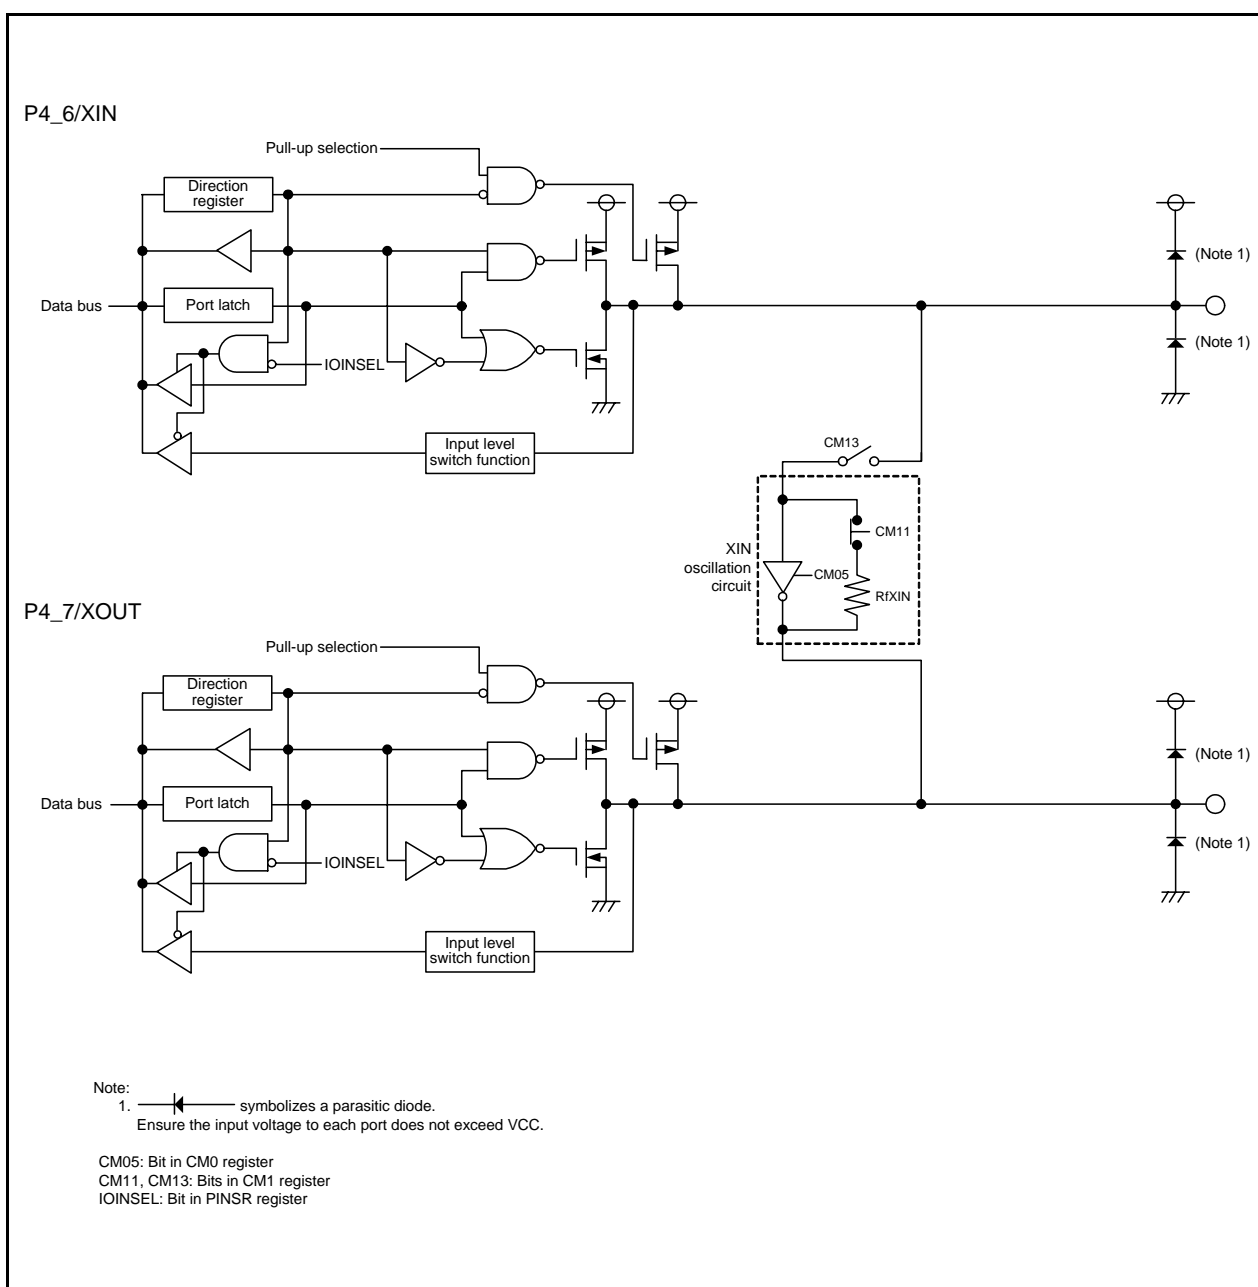 P4_6/XIN
Pull-up selection
Direction
register
Data bus
Port latch
IOINSEL
Input level
switch function
(Note 1)
(Note 1)
CM13
CM11
XIN
oscillation
circuit
CM05
RfXIN
P4_7/XOUT
Pull-up selection
Direction
register
Data bus
Port latch
IOINSEL
Input level
switch function
(Note 1)
(Note 1)
Note:
1. symbolizes a parasitic diode.
Ensure the input voltage to each port does not exceed VCC.
CM05: Bit in CM0 register
CM11, CM13: Bits in CM1 register
IOINSEL: Bit in PINSR register